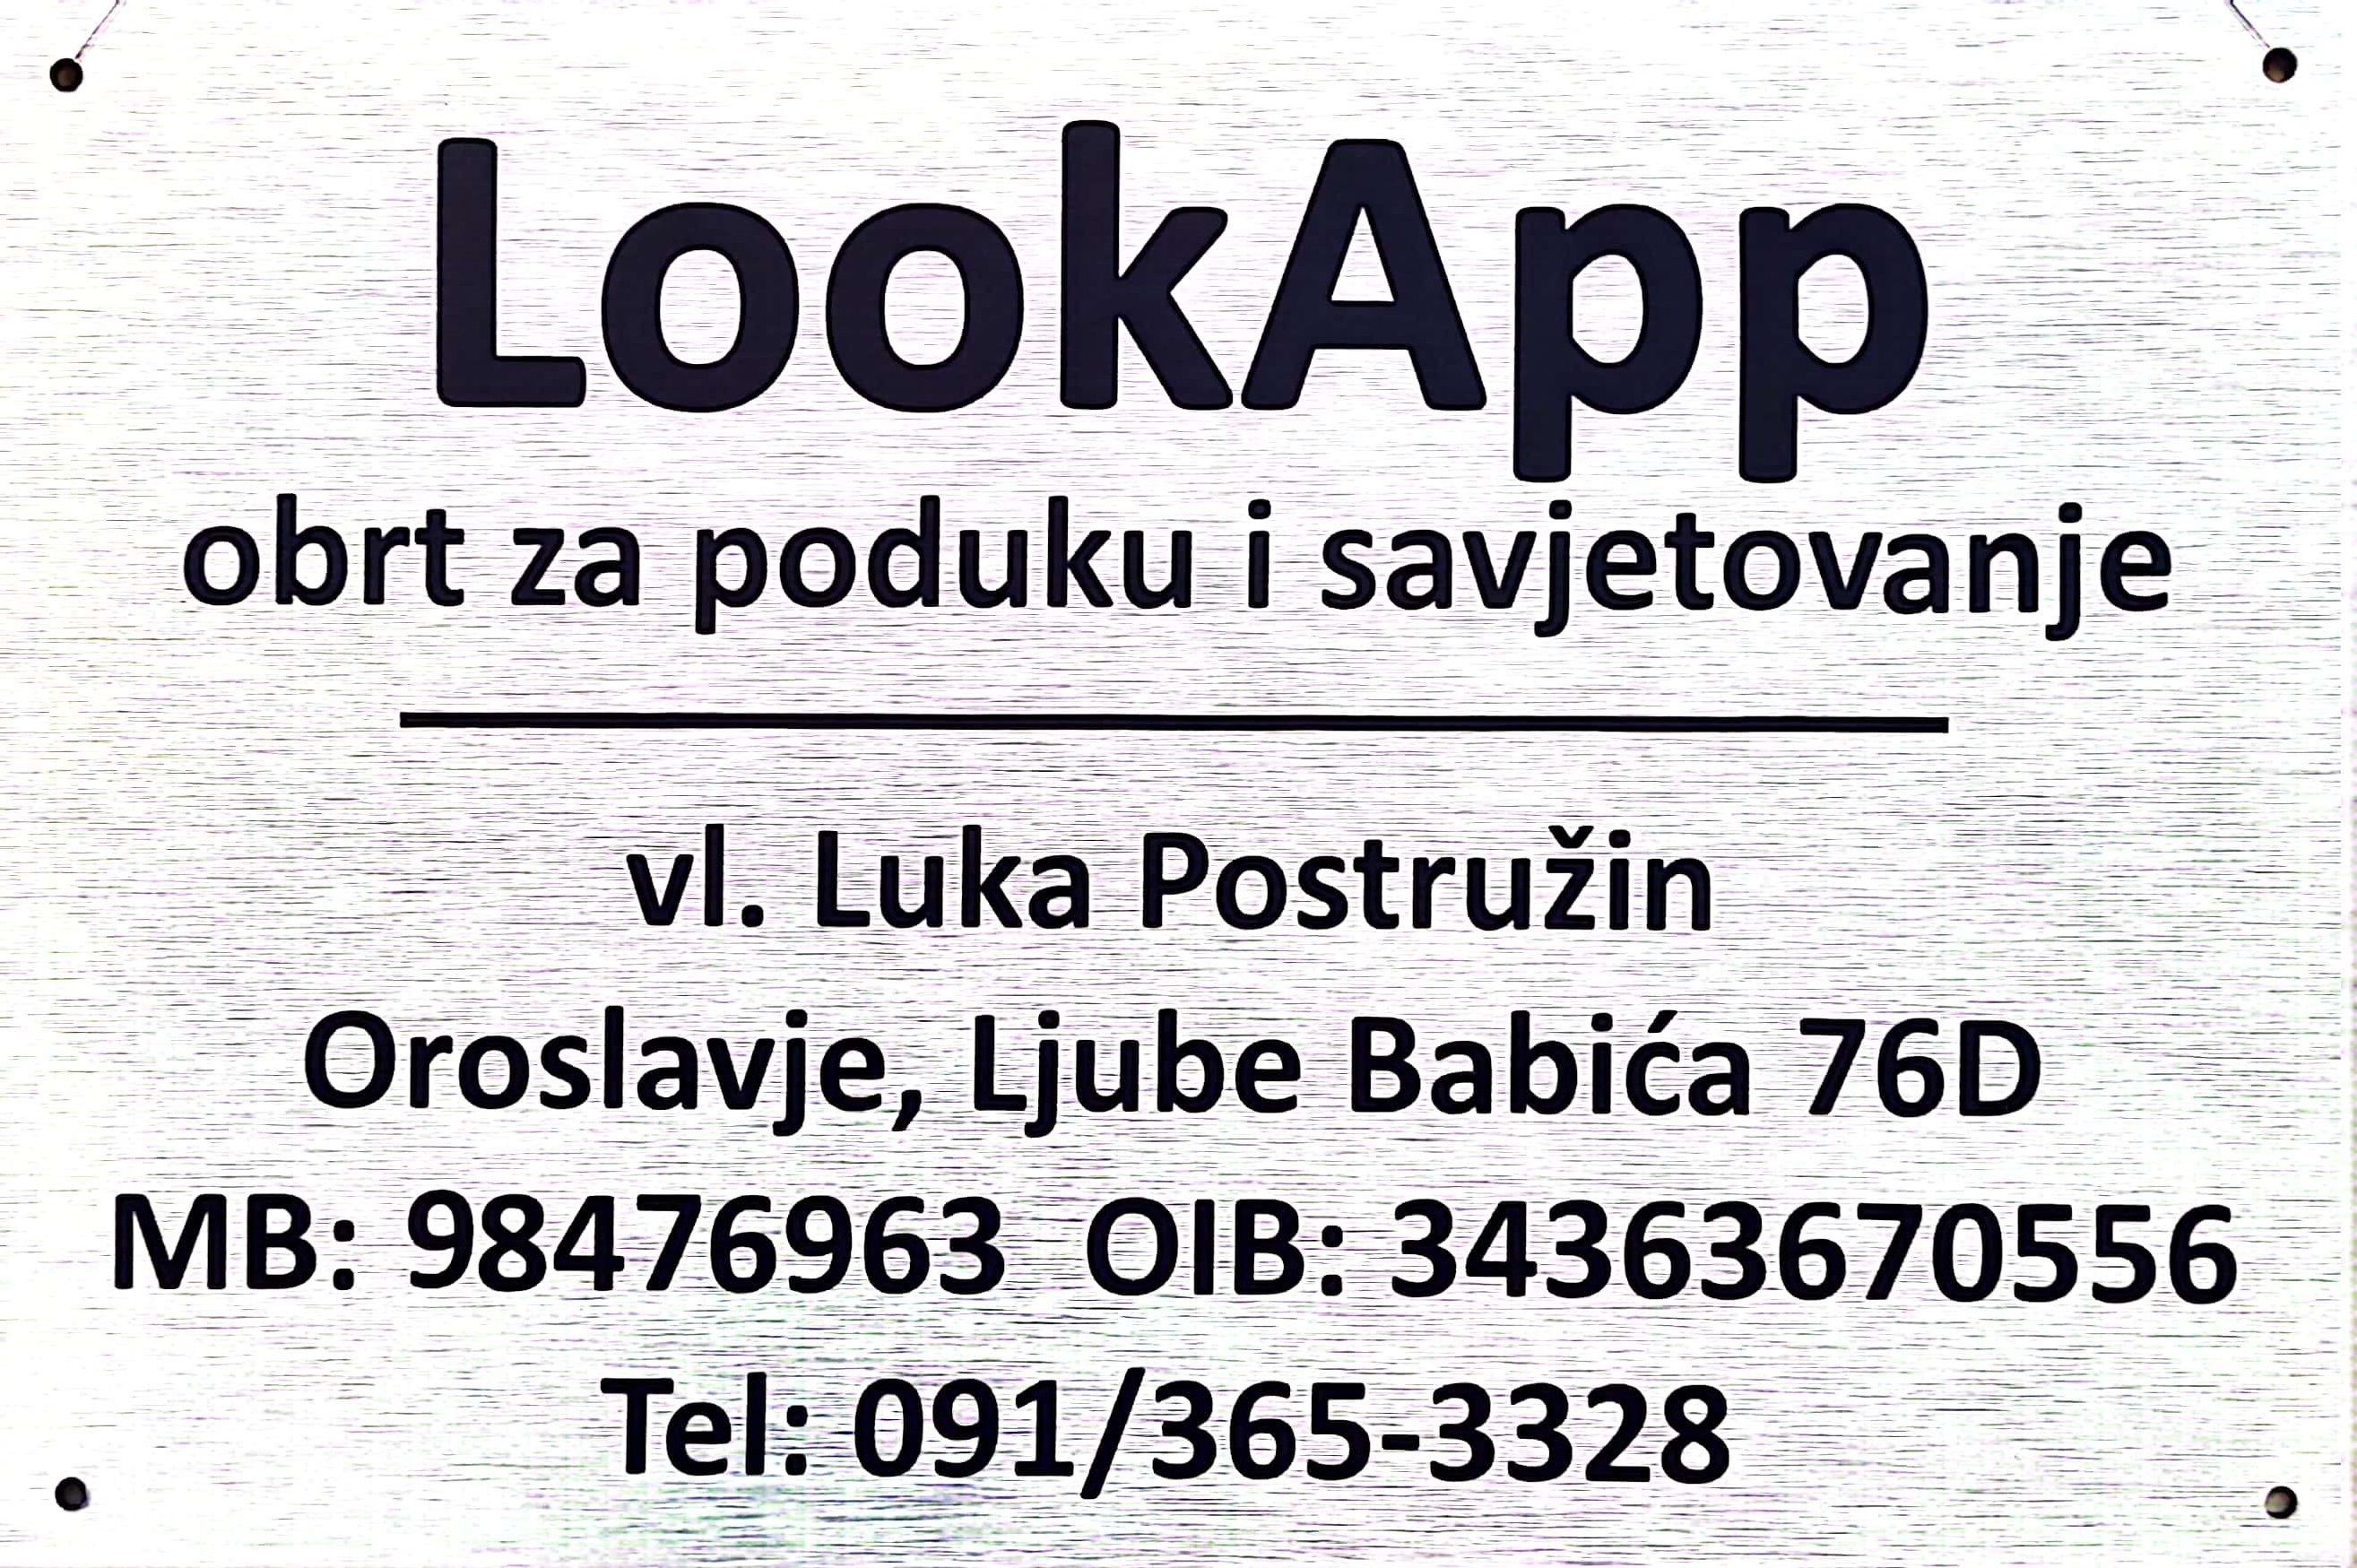 LookApp
obrt za poduku i savjetovanje
vl. Luka Postružin
Oroslavje, Ljube Babića 76D
MB: 98476963 OIB: 34363670556
Tel: 091/365-3328